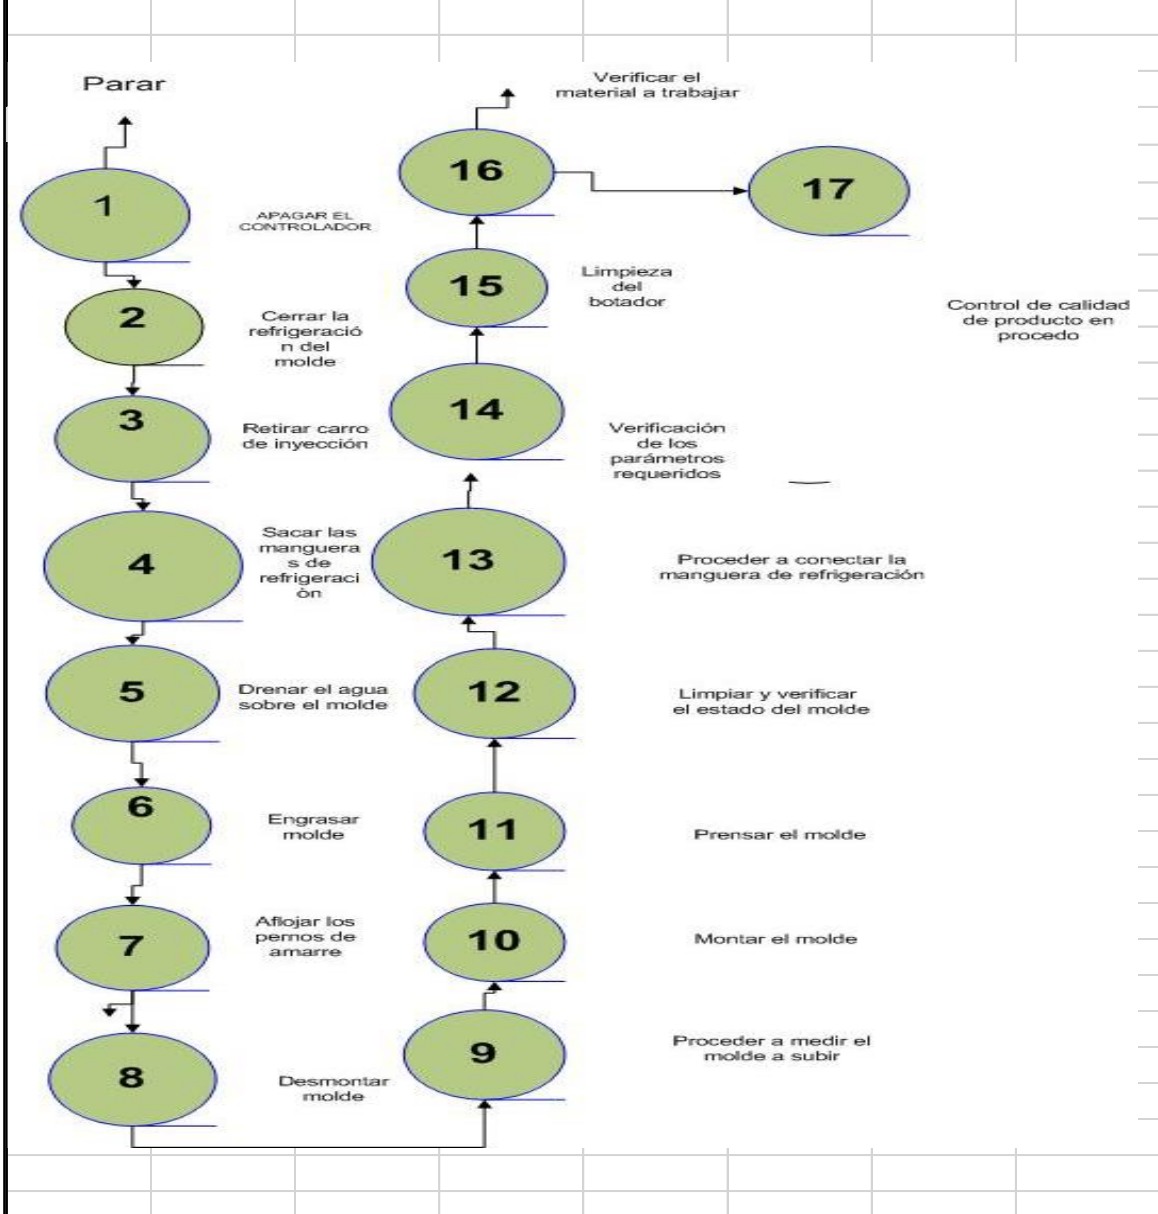 Parar
1
APAGAR EL
CONTROLADOR
2
Cerrar la
refrigeració
n del
molde
3
Retirar carro
de inyección
4
Sacar las
manguera
s de
refrigeraci
òn
5
Drenar el agua
sobre el molde
6
Engrasar
molde
7
Aflojar los
pernos de
amarre
8
Desmontar
molde
Verificar el
material a trabajar
16
17
15
Limpieza
del
botador
Control de calidad
de producto en
procedo
14
Verificación
de los
parámetros
requeridos
13
Proceder a conectar la
manguera de refrigeración
12
Limpiar y verificar
el estado del molde
11
Prensar el molde
10
Montar el molde
9
Proceder a medir el
molde a subir